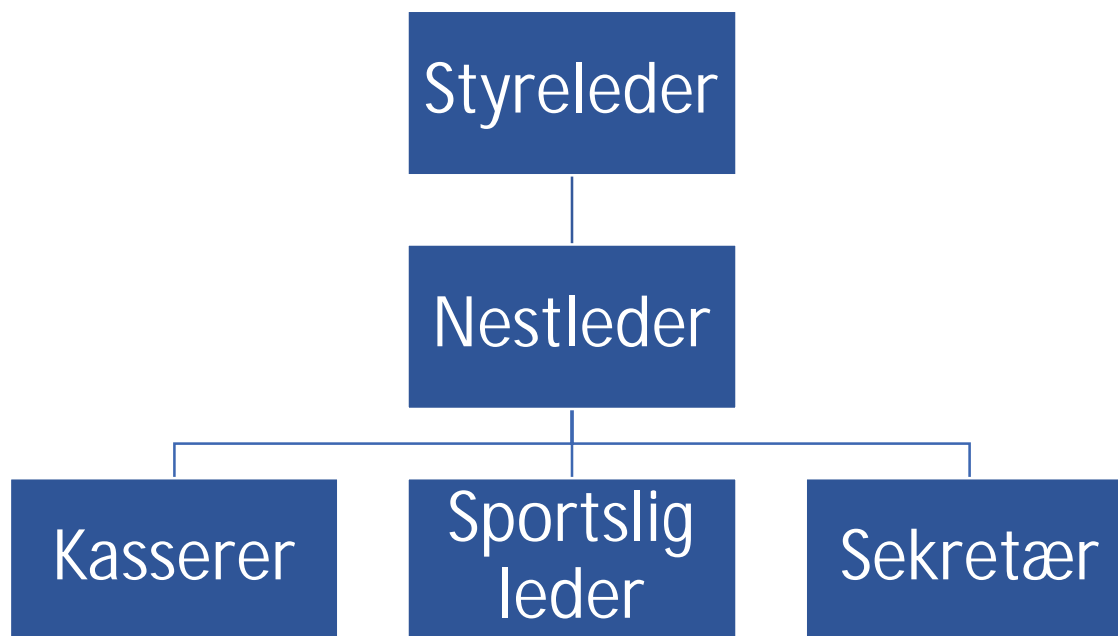 Styreleder
Nestleder
Kasserer
Sportslig
leder
Sekretær